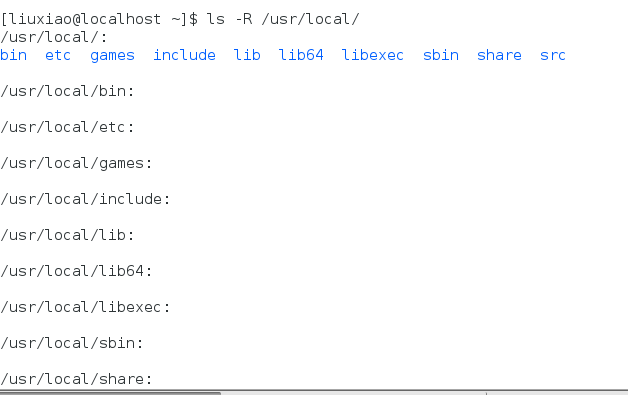 [liuxiao@localhost ~]$ ls -R /usr/local/
/usr/local/:
bin  etc  games  include  lib  lib64  libexec  sbin  share  src
/usr/local/bin:
/usr/local/etc:
/usr/local/games:
/usr/local/include:
/usr/local/lib:
/usr/local/lib64:
/usr/local/libexec:
/usr/local/sbin:
/usr/local/share: